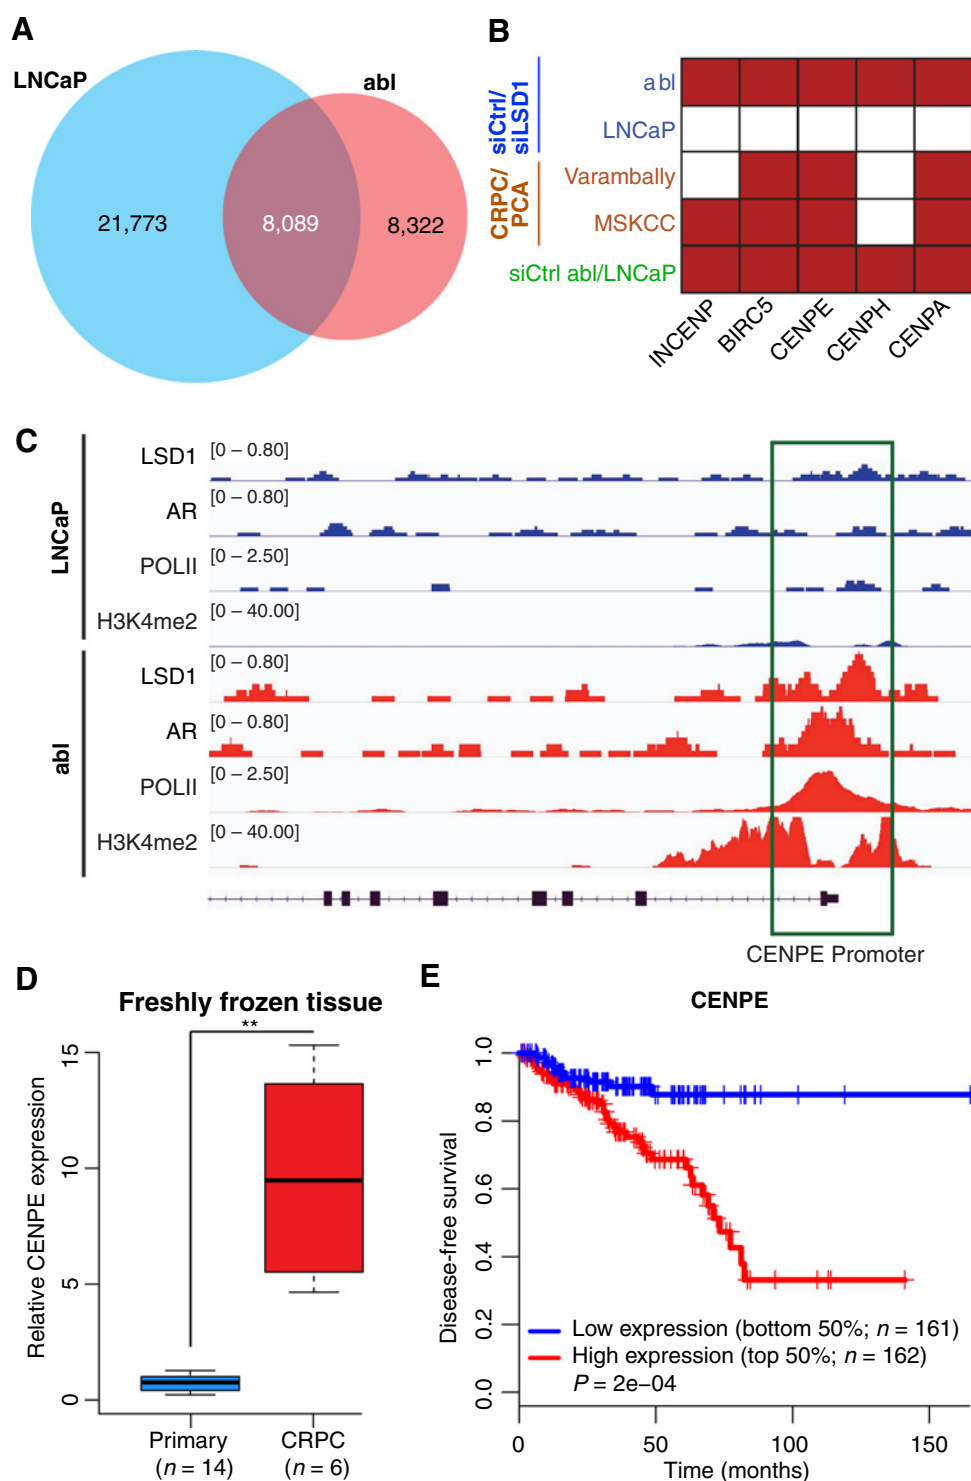 A
LNCaP
abl
21,773
8,089
8,322
B
siCtrl/
siLSD1
CRPC/
PCA
abl
LNCaP
Varambally
MSKCC
siCtrl abl/LNCaP
INCENP
BIRC5
CENPE
CENPH
CENPA
C
LNCaP
LSD1 [0 – 0.80]
AR [0 – 0.80]
POLII [0 – 2.50]
H3K4me2 [0 – 40.00]
abl
LSD1 [0 – 0.80]
AR [0 – 0.80]
POLII [0 – 2.50]
H3K4me2 [0 – 40.00]
CENPE Promoter
D
Freshly frozen tissue
**
Relative CENPE expression
15
10
5
0
Primary
(n = 14)
CRPC
(n = 6)
E
CENPE
Disease-free survival
1.0
0.8
0.6
0.4
0.2
0.0
Low expression (bottom 50%; n = 161)
High expression (top 50%; n = 162)
P = 2e−04
0 50 100 150
Time (months)